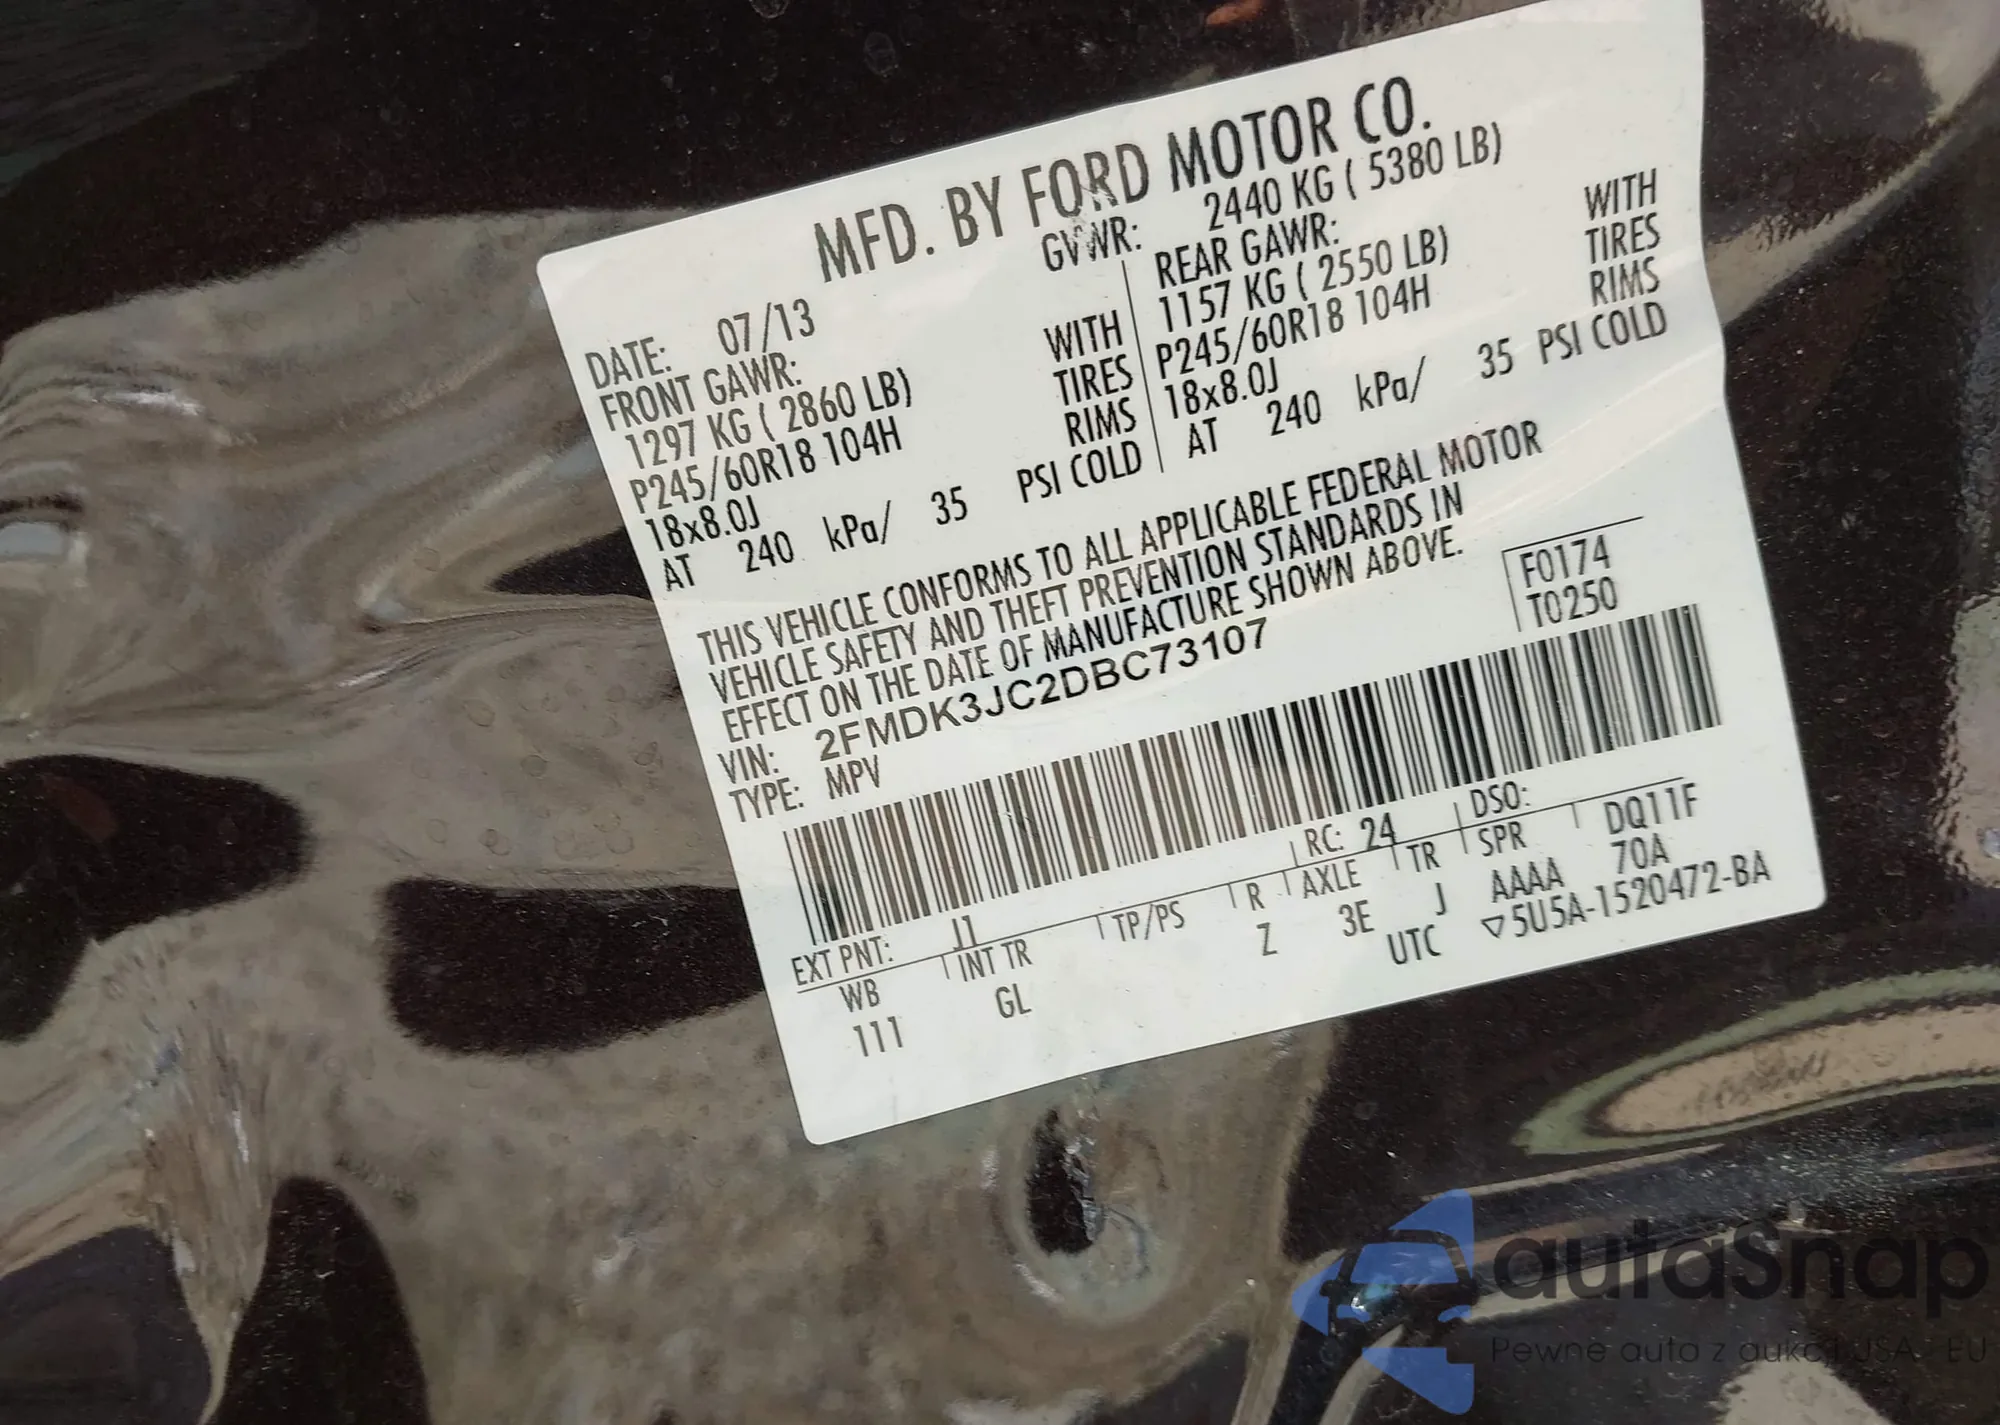 MFD. BY FORD MOTOR CO.
DATE: 07/13 GVWR: 2440 KG ( 5380 LB)
FRONT GAWR: REAR GAWR:
1297 KG ( 2860 LB) WITH 1157 KG ( 2550 LB) WITH
P245/60R18 104H TIRES P245/60R18 104H TIRES
18x8.0J RIMS 18x8.0J RIMS
AT 240 kPa/ 35 PSI COLD AT 240 kPa/ 35 PSI COLD
THIS VEHICLE CONFORMS TO ALL APPLICABLE FEDERAL MOTOR
VEHICLE SAFETY AND THEFT PREVENTION STANDARDS IN
EFFECT ON THE DATE OF MANUFACTURE SHOWN ABOVE.
F0174
T0250
VIN: 2FMDK3JC2DBC73107
TYPE: MPV
EXT PNT: J1 RC: 24 DSO:
WB INT TR TP/PS R AXLE TR SPR DQ11F
111 GL Z 3E J AAAA 70A
UTC ▽5U5A-1520472-BA
autaSnap
Pewne auto z aukcji USA i EU